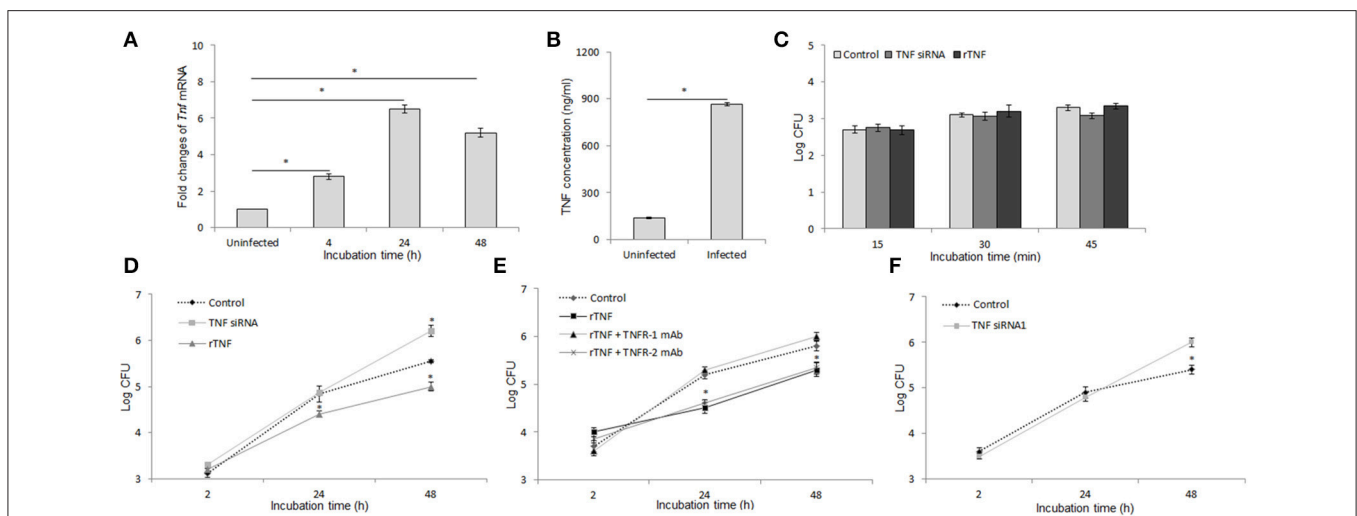 A
Fold changes of Tnf mRNA
10
8
6
4
2
0
*
*
*
Uninfected 4 24 48
Incubation time (h)
B
TNF concentration (ng/ml)
1200
900
600
300
0
*
Uninfected Infected
C
Log CFU
5
4
3
2
1
0
Control TNF siRNA rTNF
15 30 45
Incubation time (min)
D
Log CFU
7
6
5
4
3
Control
TNF siRNA
rTNF
*
*
*
2 24 48
Incubation time (h)
E
Log CFU
7
6
5
4
3
Control
rTNF
rTNF + TNFR-1 mAb
rTNF + TNFR-2 mAb
*
*
2 24 48
Incubation time (h)
F
Log CFU
7
6
5
4
3
Control
TNF siRNA1
*
2 24 48
Incubation time (h)